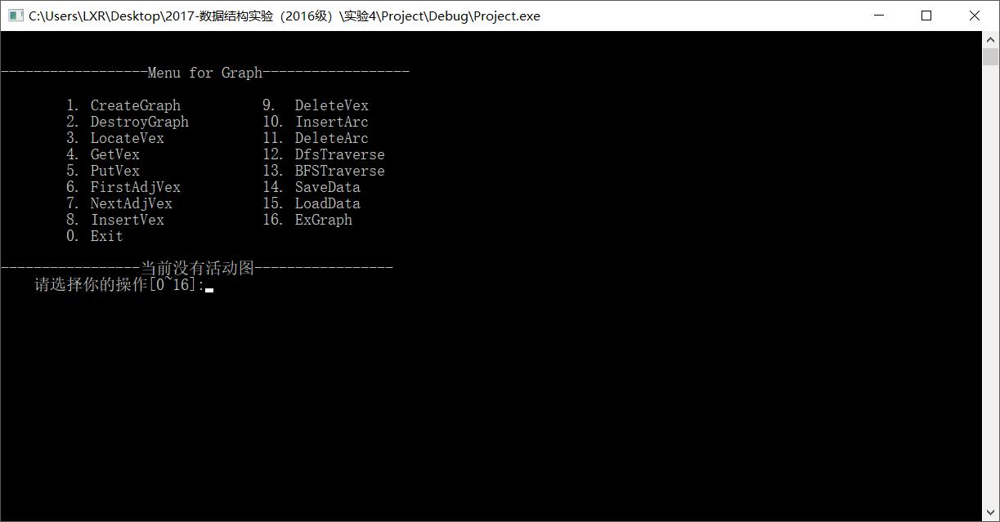 C:\Users\LXR\Desktop\2017-数据结构实验（2016级）\实验4\Project\Debug\Project.exe
------------------Menu for Graph------------------
1. CreateGraph 9. DeleteVex
2. DestroyGraph 10. InsertArc
3. LocateVex 11. DeleteArc
4. GetVex 12. DfsTraverse
5. PutVex 13. BFSTraverse
6. FirstAdjVex 14. SaveData
7. NextAdjVex 15. LoadData
8. InsertVex 16. ExGraph
0. Exit
-----------------当前没有活动图-----------------
请选择你的操作[0~16]: